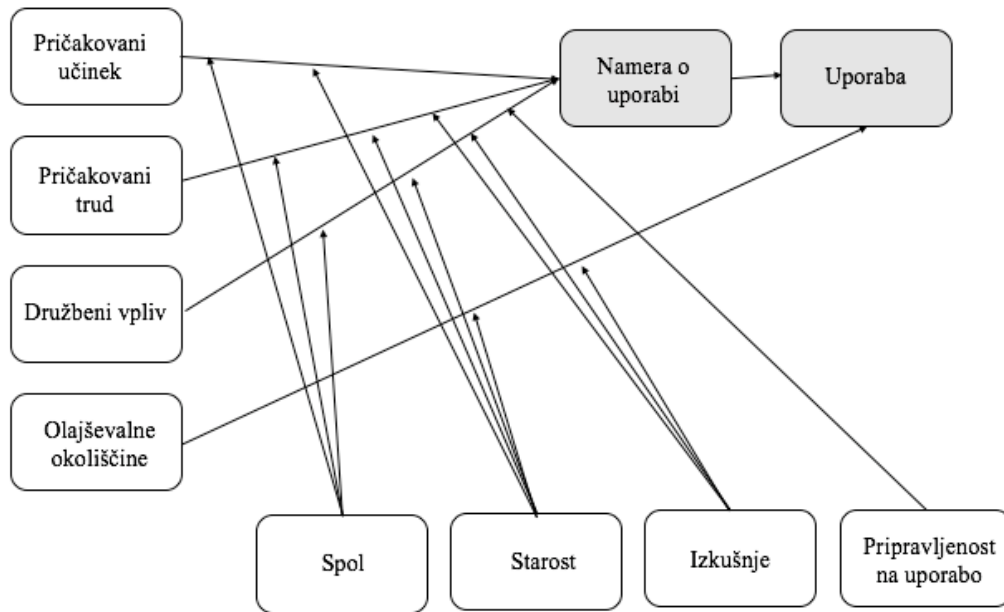 Pričakovani
učinek
Namera o
uporabi
Uporaba
Pričakovani
trud
Družbeni vpliv
Olajševalne
okoliščine
Spol
Starost
Izkušnje
Pripravljenost
na uporabo